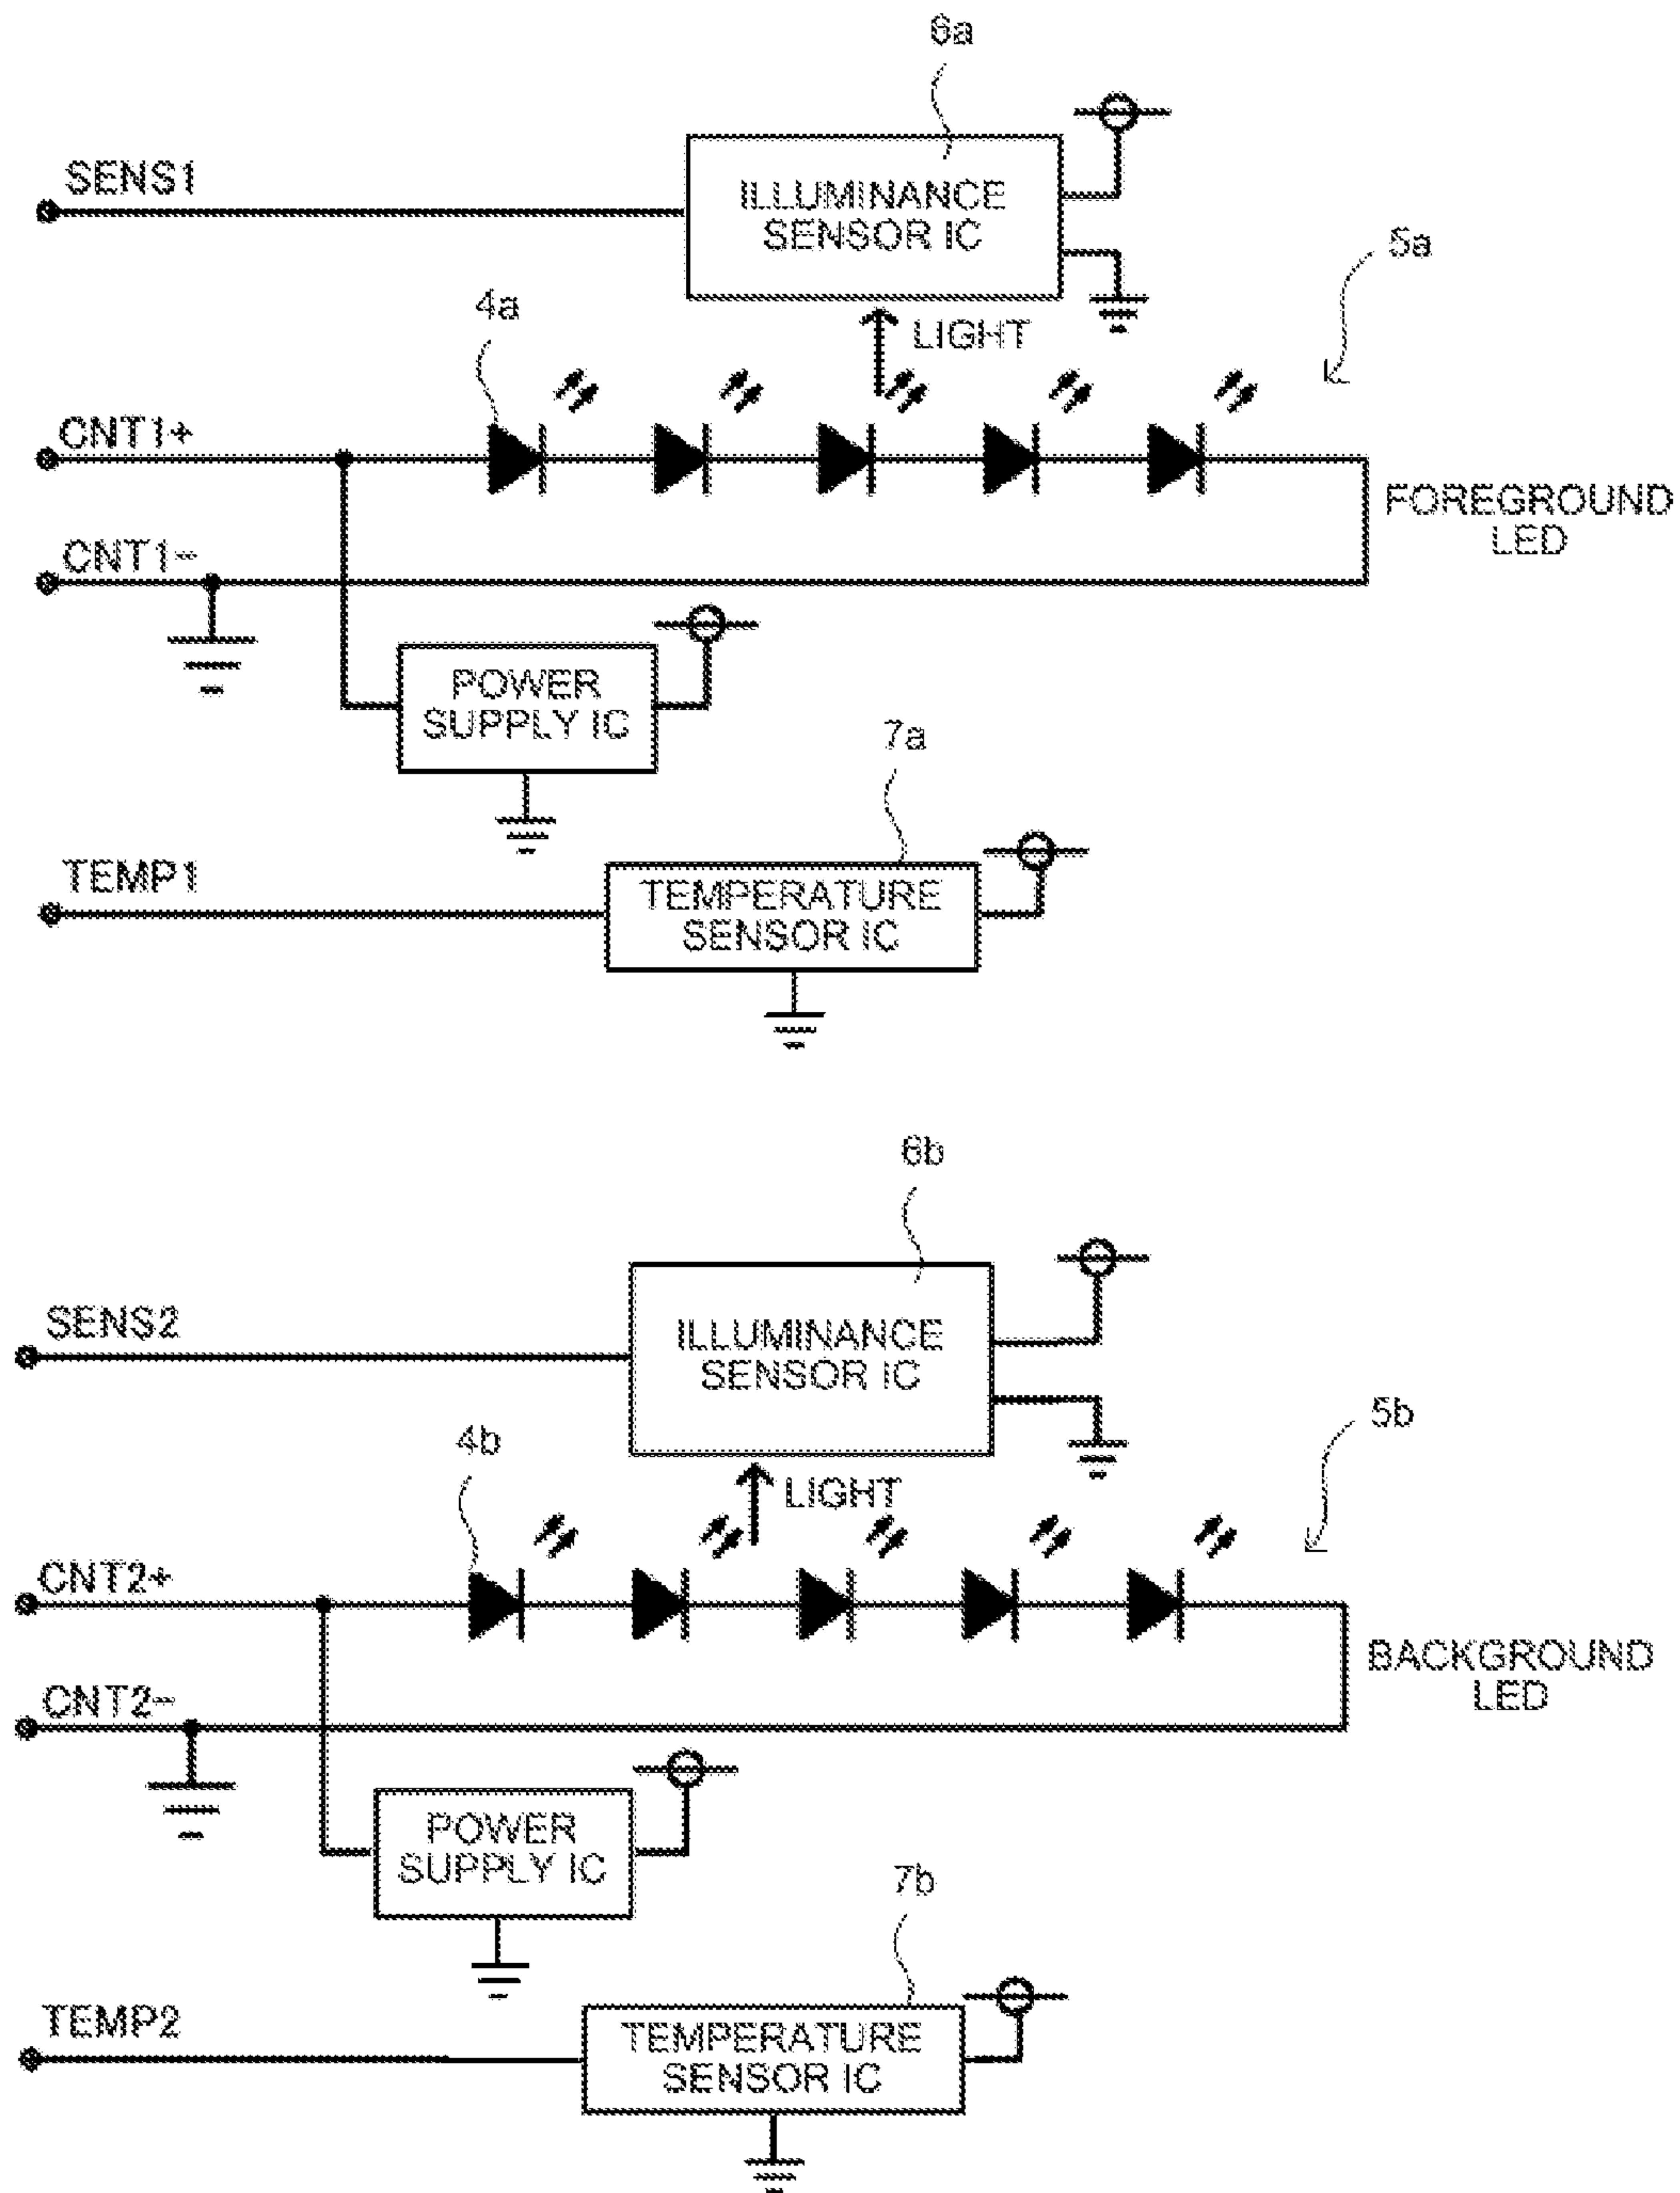 6a
SENS1
ILLUMINANCE
SENSOR IC
5a
4a
LIGHT
CNT1+
FOREGROUND
LED
CNT1-
POWER
SUPPLY IC
7a
TEMP1
TEMPERATURE
SENSOR IC
6b
SENS2
ILLUMINANCE
SENSOR IC
5b
4b
LIGHT
CNT2+
BACKGROUND
LED
CNT2-
POWER
SUPPLY IC
7b
TEMP2
TEMPERATURE
SENSOR IC